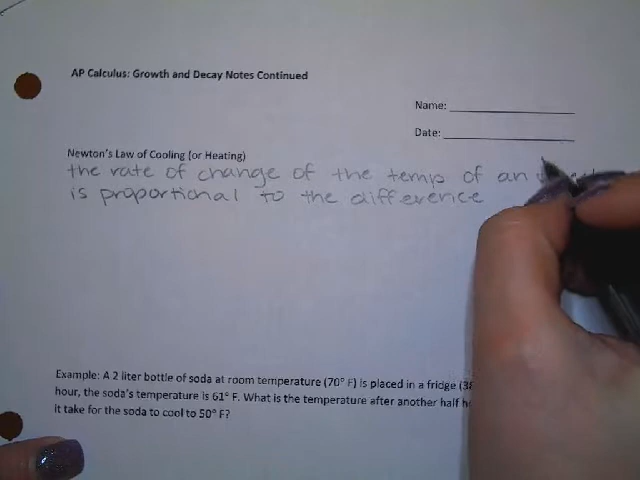 AP Calculus: Growth and Decay Notes Continued
Name:
Date:
Newton's Law of Cooling (or Heating)
the rate of change of the temp of an
is proportional to the difference
Example: A 2 liter bottle of soda at room temperature (70° F) is placed in a fridge (38
hour, the soda's temperature is 61° F. What is the temperature after another half
it take for the soda to cool to 50° F?